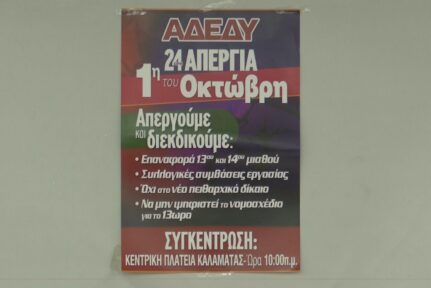 ΑΔΕΔΥ
24 ΑΠΕΡΓΙΑ
1η του Οκτώβρη
Απεργούμε
και διεκδικούμε:
• Επαναφορά 13ου και 14ου μισθού
• Συλλογικές συμβάσεις εργασίας
• Όχι στο νέο πειθαρχικό δίκαιο
• Να μην ψηφιστεί το νομοσχέδιο
για το 13ωρο
ΣΥΓΚΕΝΤΡΩΣΗ:
ΚΕΝΤΡΙΚΗ ΠΛΑΤΕΙΑ ΚΑΛΑΜΑΤΑΣ-Ώρα 10:00π.μ.